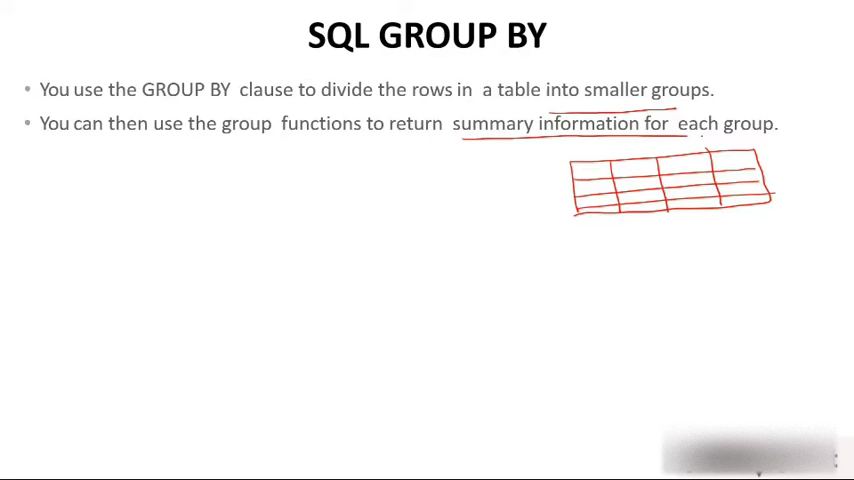 SQL GROUP BY
• You use the GROUP BY clause to divide the rows in a table into smaller groups.
• You can then use the group functions to return summary information for each group.